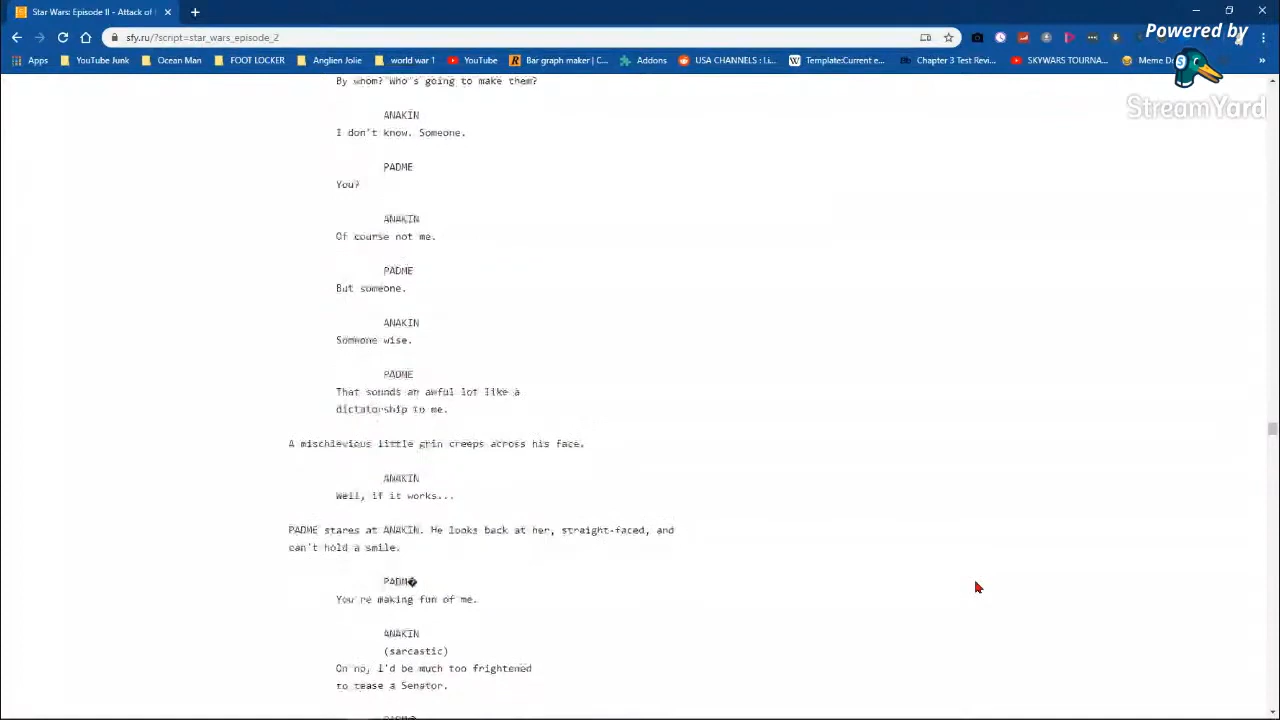 Star Wars: Episode II - Attack of
Powered by
sfy.ru/?script=star_wars_episode_2
Apps YouTube Junk Ocean Man FOOT LOCKER Anglien Jolie world war 1 YouTube Bar graph maker | C... Addons USA CHANNELS : Li... Template:Current e... Chapter 3 Test Revi... SKYWARS TOURNA... Meme De
StreamYard
By whom? Who's going to make them?
ANAKIN
I don't know. Someone.
PADME
You?
ANAKIN
Of course not me.
PADME
But someone.
ANAKIN
Someone wise.
PADME
That sounds an awful lot like a
dictatorship to me.
A mischievious little grin creeps across his face.
ANAKIN
Well, if it works...
PADME stares at ANAKIN. He looks back at her, straight-faced, and
can't hold a smile.
PADM�
You're making fun of me.
ANAKIN
(sarcastic)
Oh no, I'd be much too frightened
to tease a Senator.
PADM�